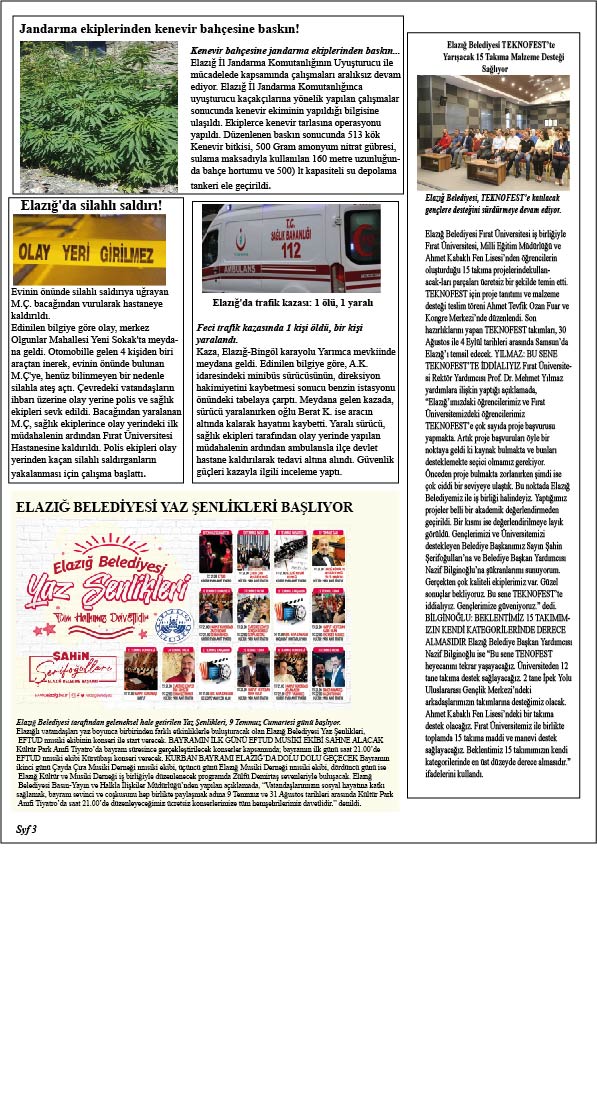 Jandarma ekiplerinden kenevir bahçesine baskın!
Kenevir bahçesine jandarma ekiplerinden baskın...
Elazığ İl Jandarma Komutanlığının Uyuşturucu ile
mücadelede kapsamında çalışmaları aralıksız devam
ediyor. Elazığ İl Jandarma Komutanlığınca
uyuşturucu kaçakçılarına yönelik yapılan çalışmalar
sonucunda kenevir ekiminin yapıldığı bilgisine
ulaşıldı. Ekiplerce kenevir tarlasına operasyonu
yapıldı. Düzenlenen baskın sonucunda 513 kök
Kenevir bitkisi, 500 Gram amonyum nitrat gübresi,
sulama maksadıyla kullanılan 160 metre uzunluğun-
da bahçe hortumu ve 500) lt kapasiteli su depolama
tankeri ele geçirildi.
Elazığ'da silahlı saldırı!
OLAY YERİ GİRİLMEZ
Evinin önünde silahlı saldırıya uğrayan
M.Ç. bacağından vurularak hastaneye
kaldırıldı.
Edinilen bilgiye göre olay, merkez
Olgunlar Mahallesi Yeni Sokak'ta meyda-
na geldi. Otomobille gelen 4 kişiden biri
araçtan inerek, evinin önünde bulunan
M.Ç'ye, henüz bilinmeyen bir nedenle
silahla ateş açtı. Çevredeki vatandaşların
ihbarı üzerine olay yerine polis ve sağlık
ekipleri sevk edildi. Bacağından yaralanan
M.Ç, sağlık ekiplerince olay yerindeki ilk
müdahalenin ardından Fırat Üniversitesi
Hastanesine kaldırıldı. Polis ekipleri olay
yerinden kaçan silahlı saldırganların
yakalanması için çalışma başlattı.
T.C.
SAĞLIK BAKANLIĞI
112
AMBULANS
Elazığ'da trafik kazası: 1 ölü, 1 yaralı
Feci trafik kazasında 1 kişi öldü, bir kişi
yaralandı.
Kaza, Elazığ-Bingöl karayolu Yarımca mevkiinde
meydana geldi. Edinilen bilgiye göre, A.K.
idaresindeki minibüs sürücüsünün, direksiyon
hakimiyetini kaybetmesi sonucu benzin istasyonu
önündeki tabelaya çarptı. Meydana gelen kazada,
sürücü yaralanırken oğlu Berat K. ise aracın
altında kalarak hayatını kaybetti. Yaralı sürücü,
sağlık ekipleri tarafından olay yerinde yapılan
müdahalenin ardından ambulansla ilçe devlet
hastane kaldırılarak tedavi altına alındı. Güvenlik
güçleri kazayla ilgili inceleme yaptı.
ELAZIĞ BELEDİYESİ YAZ ŞENLİKLERİ BAŞLIYOR
Elazığ Belediyesi
Yaz Şenlikleri
Tüm Halkımız Davetlidir
ŞAHİN
Şerifoğulları
Elazığ Belediyesi tarafından geleneksel hale getirilen Yaz Şenlikleri, 9 Temmuz Cumartesi günü başlıyor.
Elazığlı vatandaşları yaz boyunca birbirinden farklı etkinliklerle buluşturacak olan Elazığ Belediyesi Yaz Şenlikleri,
EFTUD musiki ekibinin konseri ile start verecek. BAYRAMIN İLK GÜNÜ EFTUD MUSİKİ EKİBİ SAHNE ALACAK
Kültür Park Amfi Tiyatro'da bayram süresince gerçekleştirilecek konserler kapsamında; bayramın ilk günü saat 21.00'de
EFTUD musiki ekibi Kürsübaşı konseri verecek. KURBAN BAYRAMI ELAZIĞ'DA DOLU DOLU GEÇECEK Bayramın
ikinci günü Çayda Çıra Musiki Derneği musiki ekibi, üçüncü günü Elazığ Musiki Derneği musiki ekibi, dördüncü günü ise
Elazığ Kültür ve Musiki Derneği iş birliğiyle düzenlenecek programda Zülfü Demirtaş sevenleriyle buluşacak. Elazığ
Belediyesi Basın-Yayın ve Halkla İlişkiler Müdürlüğü'nden yapılan açıklamada, "Vatandaşlarımızın sosyal hayatına katkı
sağlamak, bayram sevinci ve coşkusunu hep birlikte paylaşmak adına 9 Temmuz ve 31 Ağustos tarihleri arasında Kültür Park
Amfi Tiyatro'da saat 21.00'de düzenleyeceğimiz ücretsiz konserlerimize tüm hemşehrilerimiz davetlidir." denildi.
Syf 3
Elazığ Belediyesi TEKNOFEST'te
Yarışacak 15 Takıma Malzeme Desteği
Sağlıyor
Elazığ Belediyesi, TEKNOFEST'e katılacak
gençlere desteğini sürdürmeye devam ediyor.
Elazığ Belediyesi Fırat Üniversitesi iş birliğiyle
Fırat Üniversitesi, Milli Eğitim Müdürlüğü ve
Ahmet Kabaklı Fen Lisesi'nden öğrencilerin
oluşturduğu 15 takıma projelerindekullan-
acak-ları parçaları ücretsiz bir şekilde temin etti.
TEKNOFEST için proje tanıtımı ve malzeme
desteği teslim töreni Ahmet Tevfik Ozan Fuar ve
Kongre Merkezi'nde düzenlendi. Son
hazırlıklarını yapan TEKNOFEST takımları, 30
Ağustos ile 4 Eylül tarihleri arasında Samsun'da
Elazığ'ı temsil edecek. YILMAZ: BU SENE
TEKNOFEST'TE İDDİALIYIZ Fırat Üniversite-
si Rektör Yardımcısı Prof. Dr. Mehmet Yılmaz
yardımlara ilişkin yaptığı açıklamada,
"Elazığ'ımızdaki öğrencilerimiz ve Fırat
Üniversitemizdeki öğrencilerimiz
TEKNOFEST'e çok sayıda proje başvurusu
yapmakta. Artık proje başvuruları öyle bir
noktaya geldi ki kaynak bulmakta ve bunları
desteklemekte seçici olmamız gerekiyor.
Önceden proje bulmakta zorlanırken şimdi ise
çok ciddi bir seviyeye ulaştık. Bu noktada Elazığ
Belediyemiz ile iş birliği halindeyiz. Yaptığımız
projeler belli bir akademik değerlendirmeden
geçirildi. Bir kısmı ise değerlendirilmeye layık
görüldü. Gençlerimizi ve Üniversitemizi
destekleyen Belediye Başkanımız Sayın Şahin
Şerifoğulları'na ve Belediye Başkan Yardımcısı
Nazif Bilginoğlu'na şükranlarımı sunuyorum.
Gerçekten çok kaliteli ekiplerimiz var. Güzel
sonuçlar bekliyoruz. Bu sene TEKNOFEST'te
iddialıyız. Gençlerimize güveniyoruz." dedi.
BİLGİNOĞLU: BEKLENTİMİZ 15 TAKIMIM-
IZIN KENDİ KATEGORİLERİNDE DERECE
ALMASIDIR Elazığ Belediye Başkan Yardımcısı
Nazif Bilginoğlu ise "Bu sene TENOFEST
heyecanını tekrar yaşayacağız. Üniversiteden 12
tane takıma destek sağlayacağız. 2 tane İpek Yolu
Uluslararası Gençlik Merkezi'ndeki
arkadaşlarımızın takımlarına desteğimiz olacak.
Ahmet Kabaklı Fen Lisesi'ndeki bir takıma
destek olacağız. Fırat Üniversitemiz ile birlikte
toplamda 15 takıma maddi ve manevi destek
sağlayacağız. Beklentimiz 15 takımımızın kendi
kategorilerinde en üst düzeyde derece almasıdır."
ifadelerini kullandı.